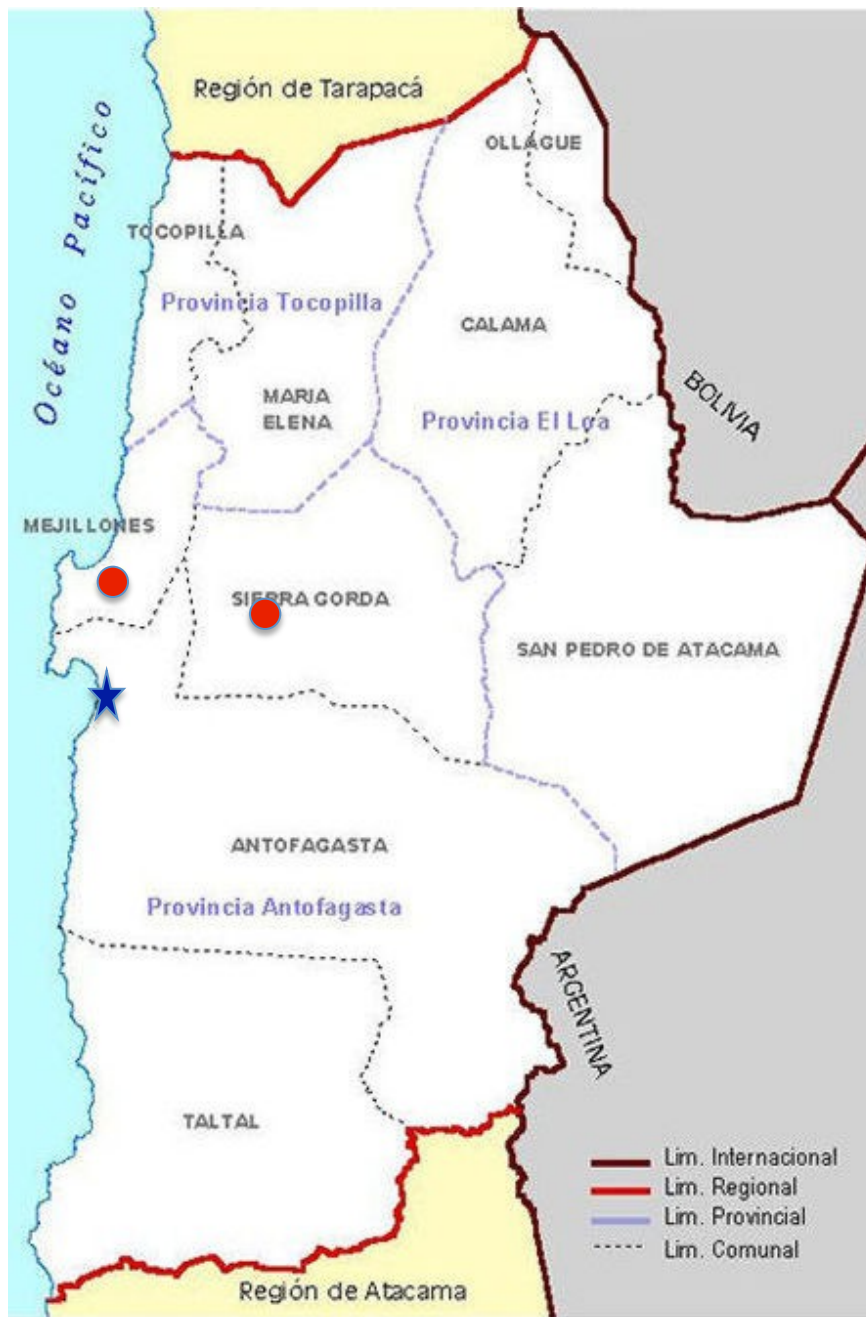 Región de Tarapacá
Océano Pacífico
OLLAGUE
TOCOPILLA
Provincia Tocopilla
CALAMA
MARIA
ELENA
Provincia El Loa
BOLIVIA
MEJILLONES
SIERRA GORDA
SAN PEDRO DE ATACAMA
ANTOFAGASTA
Provincia Antofagasta
ARGENTINA
TALTAL
Lim. Internacional
Lim. Regional
Lim. Provincial
Lim. Comunal
Región de Atacama